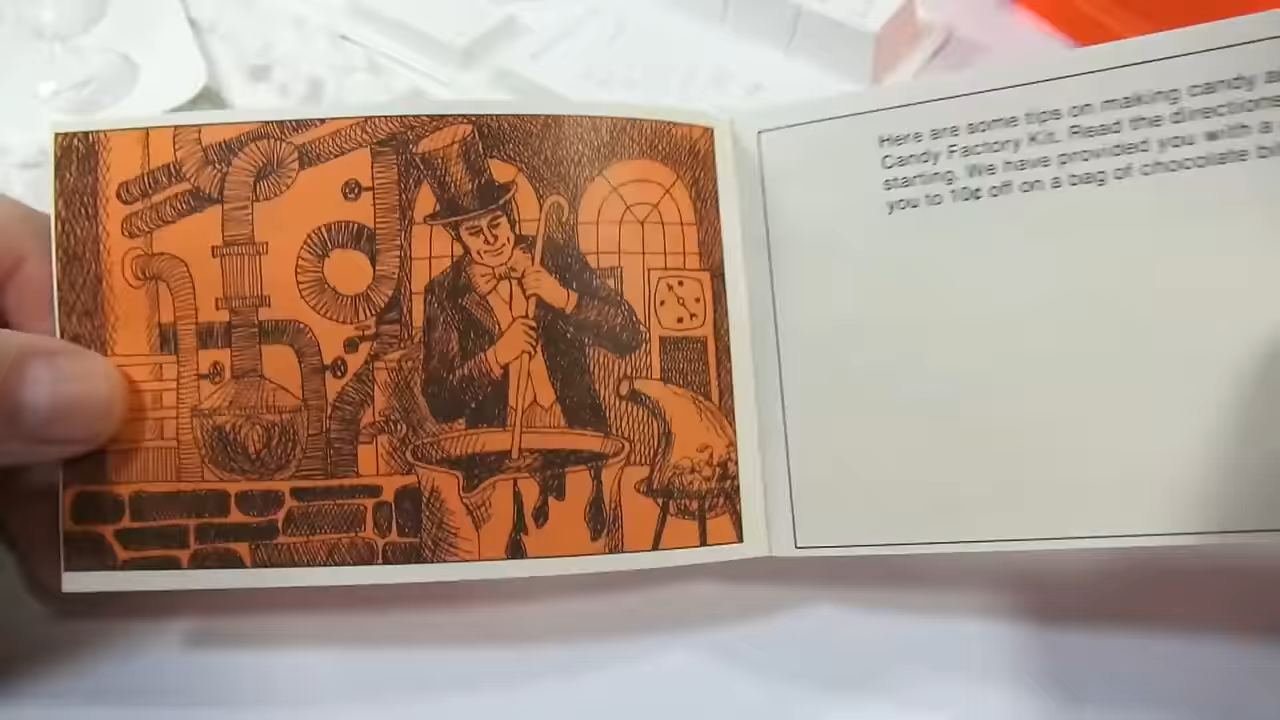 Here are some tips on making candy a
Candy Factory Kit. Read the directions
starting. We have provided you with a
you to 10¢ off on a bag of chocolate bi